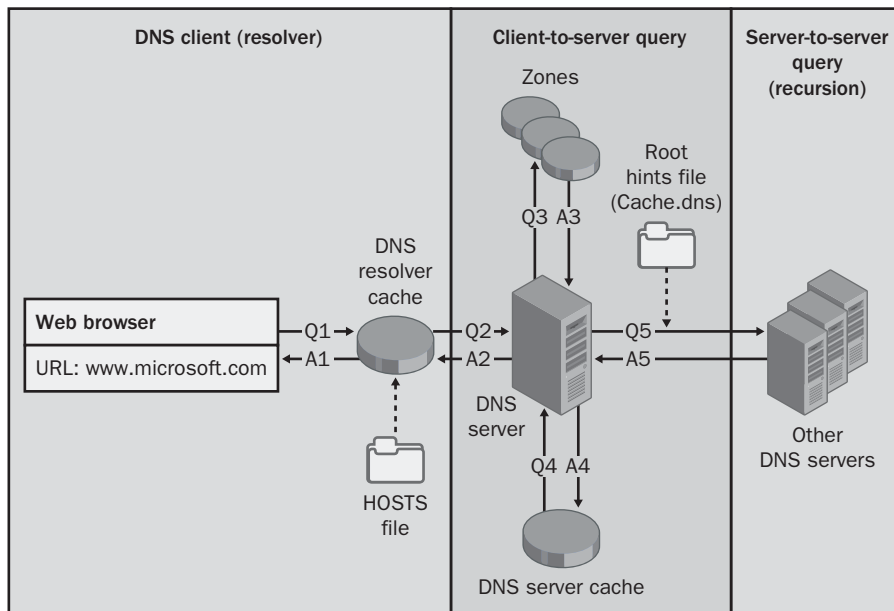 DNS client (resolver)
Client-to-server query
Server-to-server
query
(recursion)
Zones
Root
hints file
(Cache.dns)
Q3 A3
DNS
resolver
cache
Web browser
URL: www.microsoft.com
Q1
A1
Q2
A2
Q5
A5
DNS
server
Q4 A4
HOSTS
file
Other
DNS servers
DNS server cache